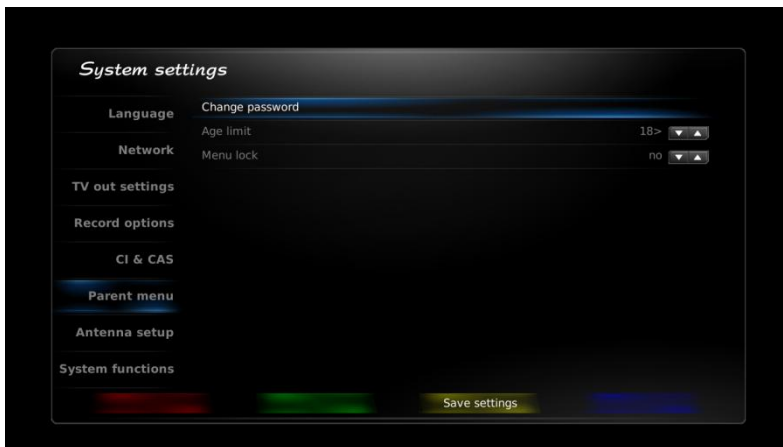 System settings
Language
Network
TV out settings
Record options
CI & CAS
Parent menu
Antenna setup
System functions
Change password
Age limit 18>
Menu lock no
Save settings